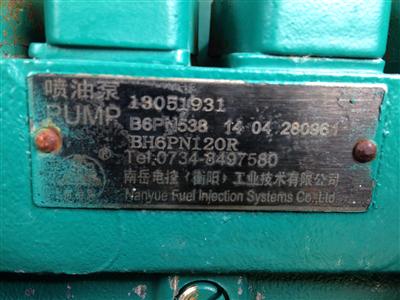 喷油泵 13051931
PUMP B6PN538 14 04 280961
BH6PN120R
Tel:0734-8497580
南岳电控（衡阳）工业技术有限公司
Nanyue Fuel Injection Systems Co.,Ltd